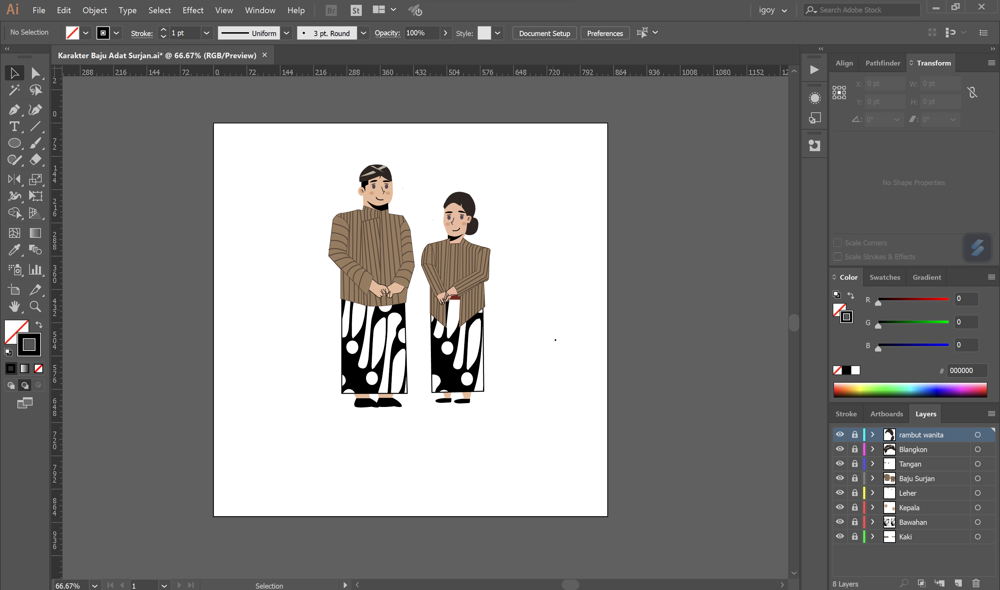 Ai File Edit Object Type Select Effect View Window Help Br St igoy Search Adobe Stock
No Selection Stroke: 1 pt Uniform 3 pt. Round Opacity: 100% Style: Document Setup Preferences
Karakter Baju Adat Surjan.ai* @ 66.67% (RGB/Preview)
288 216 144 72 0 72 144 216 288 360 432 504 576 648 720 792 864 936 1008 1080 1152 12
2
0
72
144
216
288
360
432
504
576
648
720
792
864
936
Align Pathfinder Transform
X: 0 pt W: 0 pt
Y: 0 pt H: 0 pt
0° 0°
No Shape Properties
Scale Corners
Scale Strokes & Effects
Color Swatches Gradient
R 0
G 0
B 0
# 000000
Stroke Artboards Layers
rambut wanita
Blangkon
Tangan
Baju Surjan
Leher
Kepala
Bawahan
Kaki
8 Layers
66.67% 1 Selection